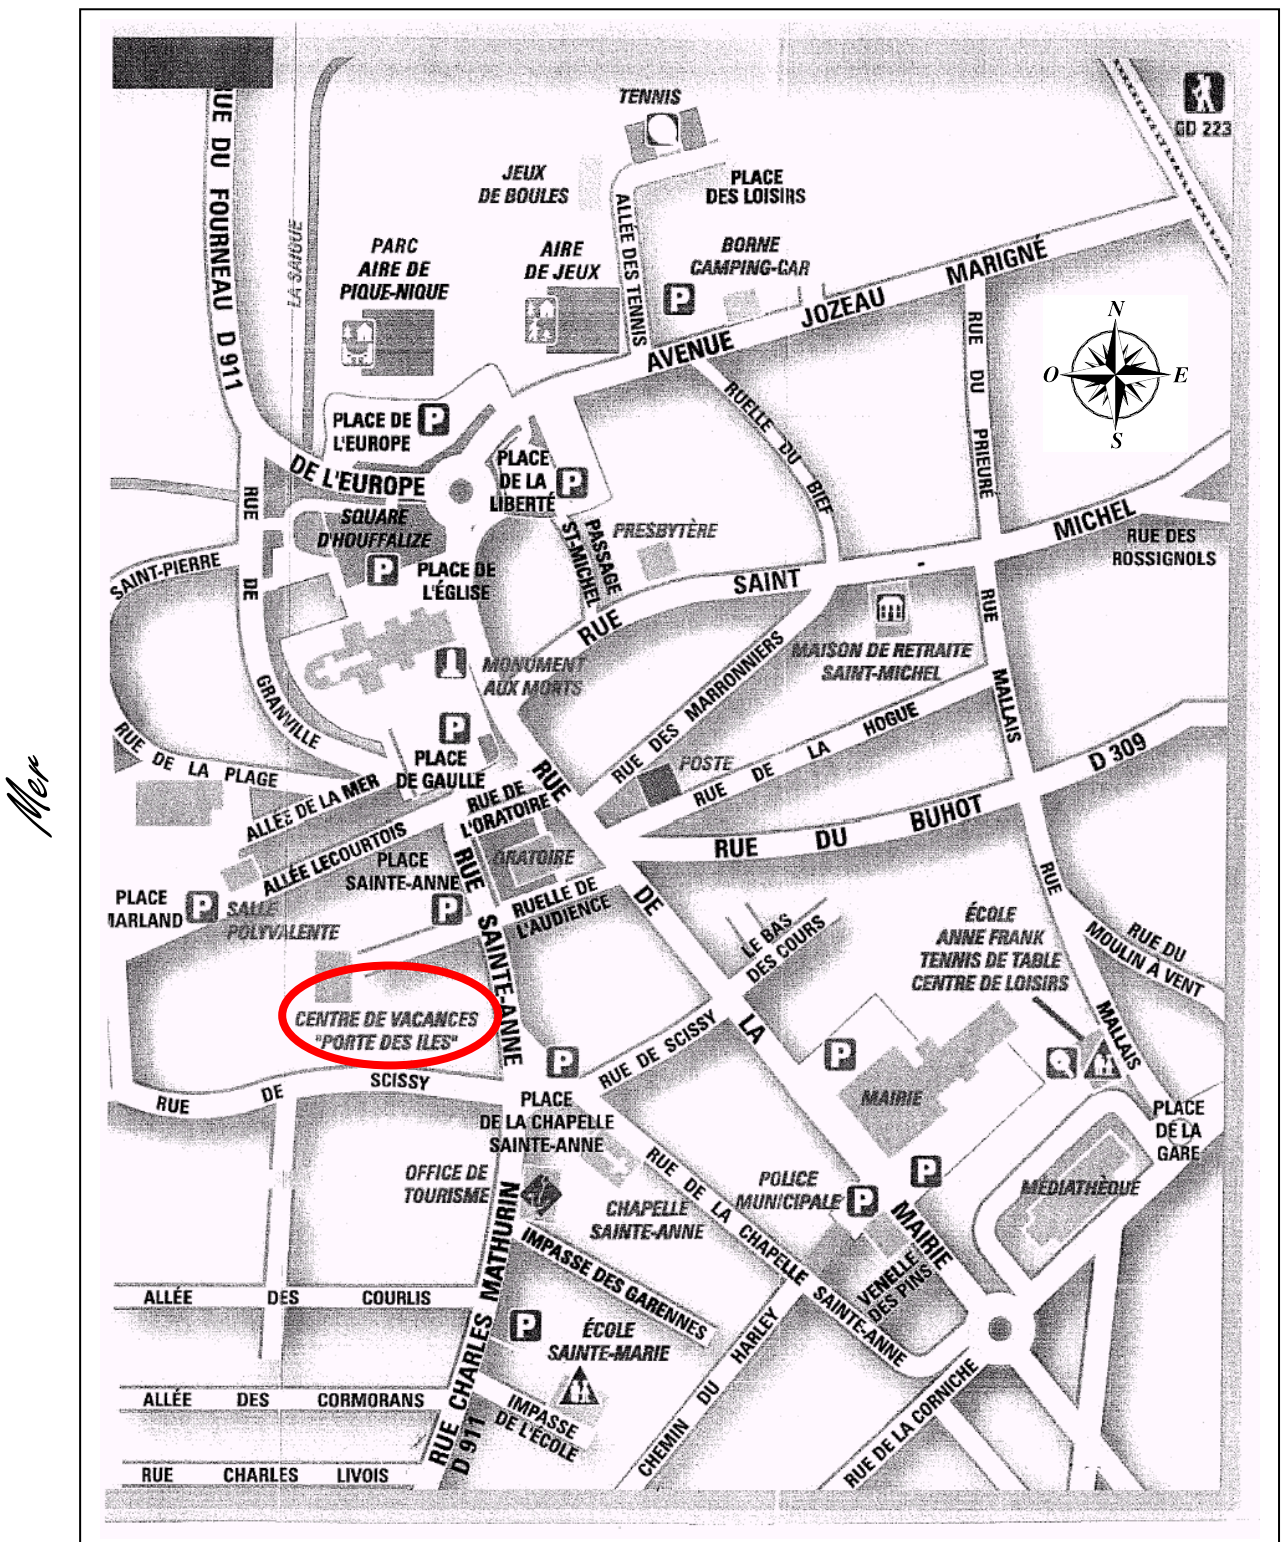 RUE DU FOURNEAU D 911
LA SAIGUE
TENNIS
GD 223
JEUX
DE BOULES
PLACE
DES LOISIRS
ALLÉE DES TENNIS
PARC
AIRE DE
PIQUE-NIQUE
AIRE
DE JEUX
BORNE
CAMPING-CAR
P
AVENUE JOZEAU MARIGNÉ
N
O E
S
RUE DU PRIEURÉ
RUELLE DU BIEF
PLACE DE
L'EUROPE
P
DE L'EUROPE
PLACE
DE LA
LIBERTÉ
P
RUE DE GRANVILLE
SQUARE
D'HOUFFALIZE
P
PLACE DE
L'ÉGLISE
PASSAGE
ST-MICHEL
PRESBYTÈRE
RUE SAINT - MICHEL
RUE DES
ROSSIGNOLS
SAINT-PIERRE
MAISON DE RETRAITE
SAINT-MICHEL
RUE MALLAIS
MONUMENT
AUX MORTS
RUE DES MARRONNIERS
RUE DE LA HOGUE
P
PLACE
DE GAULLE
POSTE
D 309
RUE DU BUHOT
RUE DE LA PLAGE
ALLÉE DE LA MER
ALLÉE LECOURTOIS
RUE DE
L'ORATOIRE
ORATOIRE
Mer
PLACE
SAINTE-ANNE
P
RUELLE DE
L'AUDIENCE
PLACE
MARLAND
P
SALLE
POLYVALENTE
RUE SAINTE-ANNE
RUE DE LA MAIRIE
LE BAS
DES COURS
ÉCOLE
ANNE FRANK
TENNIS DE TABLE
CENTRE DE LOISIRS
RUE MALLAIS
RUE DU
MOULIN À VENT
CENTRE DE VACANCES
"PORTE DES ILES"
RUE DE SCISSY
P
RUE DE SCISSY
P
MAIRIE
PLACE
DE LA CHAPELLE
SAINTE-ANNE
PLACE
DE LA
GARE
OFFICE DE
TOURISME
CHAPELLE
SAINTE-ANNE
RUE DE LA CHAPELLE SAINTE-ANNE
POLICE
MUNICIPALE
P
P
MÉDIATHÈQUE
VENELLE
DES PINS
IMPASSE DES GARENNES
RUE CHARLES MATHURIN
D 911
ALLÉE DES COURLIS
P
ÉCOLE
SAINTE-MARIE
IMPASSE
DE L'ÉCOLE
CHEMIN DU HARLEY
RUE DE LA CORNICHE
ALLÉE DES CORMORANS
RUE CHARLES LIVOIS